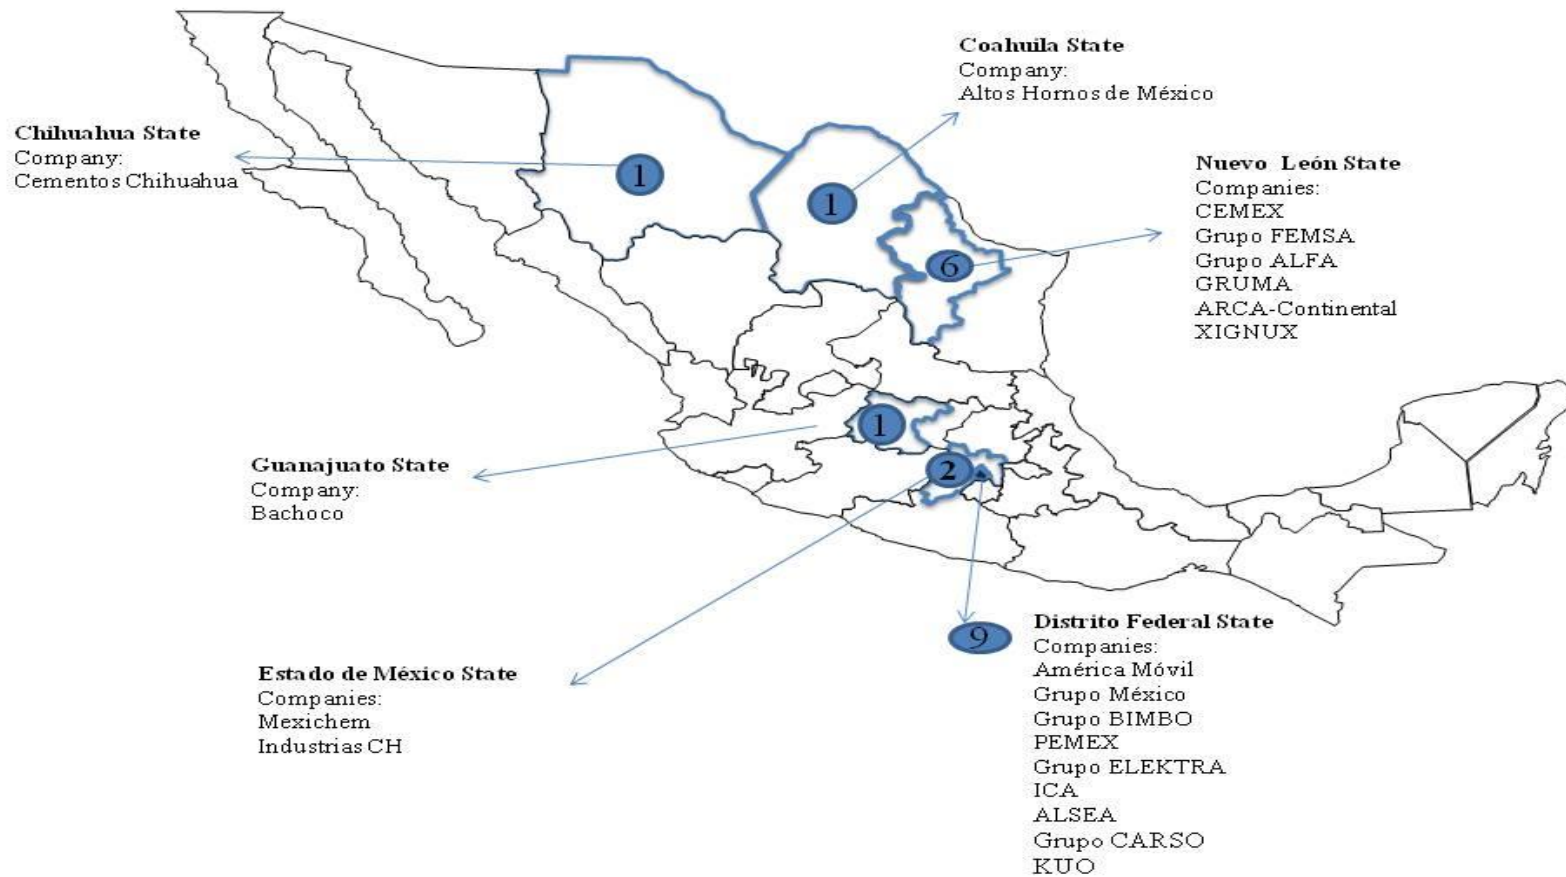 Coahuila State
Company:
Altos Hornos de México
Chihuahua State
Company:
Cementos Chihuahua
1
1
Nuevo León State
Companies:
CEMEX
Grupo FEMSA
Grupo ALFA
GRUMA
ARCA-Continental
XIGNUX
6
1
Guanajuato State
Company:
Bachoco
2
Estado de México State
Companies:
Mexichem
Industrias CH
9
Distrito Federal State
Companies:
América Móvil
Grupo México
Grupo BIMBO
PEMEX
Grupo ELEKTRA
ICA
ALSEA
Grupo CARSO
KUO